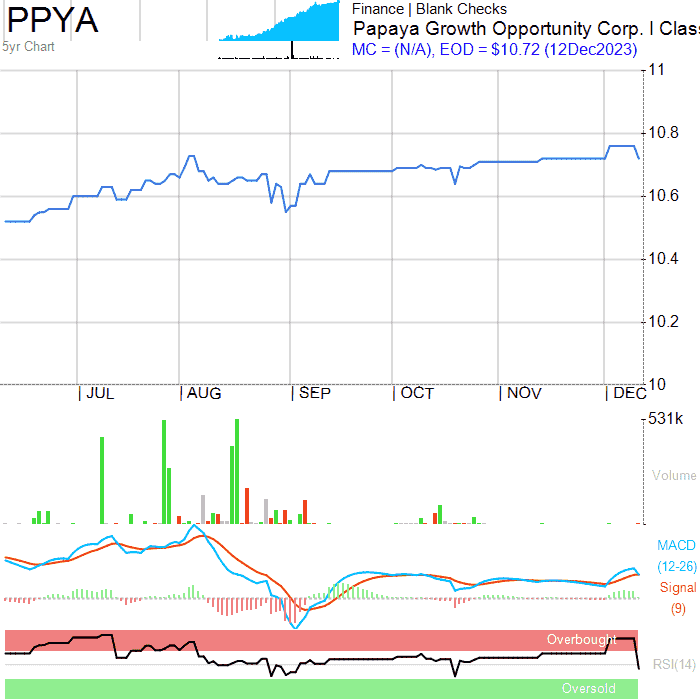 PPYA
5yr Chart
Finance | Blank Checks
Papaya Growth Opportunity Corp. I Class
MC = (N/A), EOD = $10.72 (12Dec2023)
11
10.8
10.6
10.4
10.2
10
| JUL | AUG | SEP | OCT | NOV | DEC
531k
Volume
MACD
(12-26)
Signal
(9)
Overbought
RSI(14)
Oversold